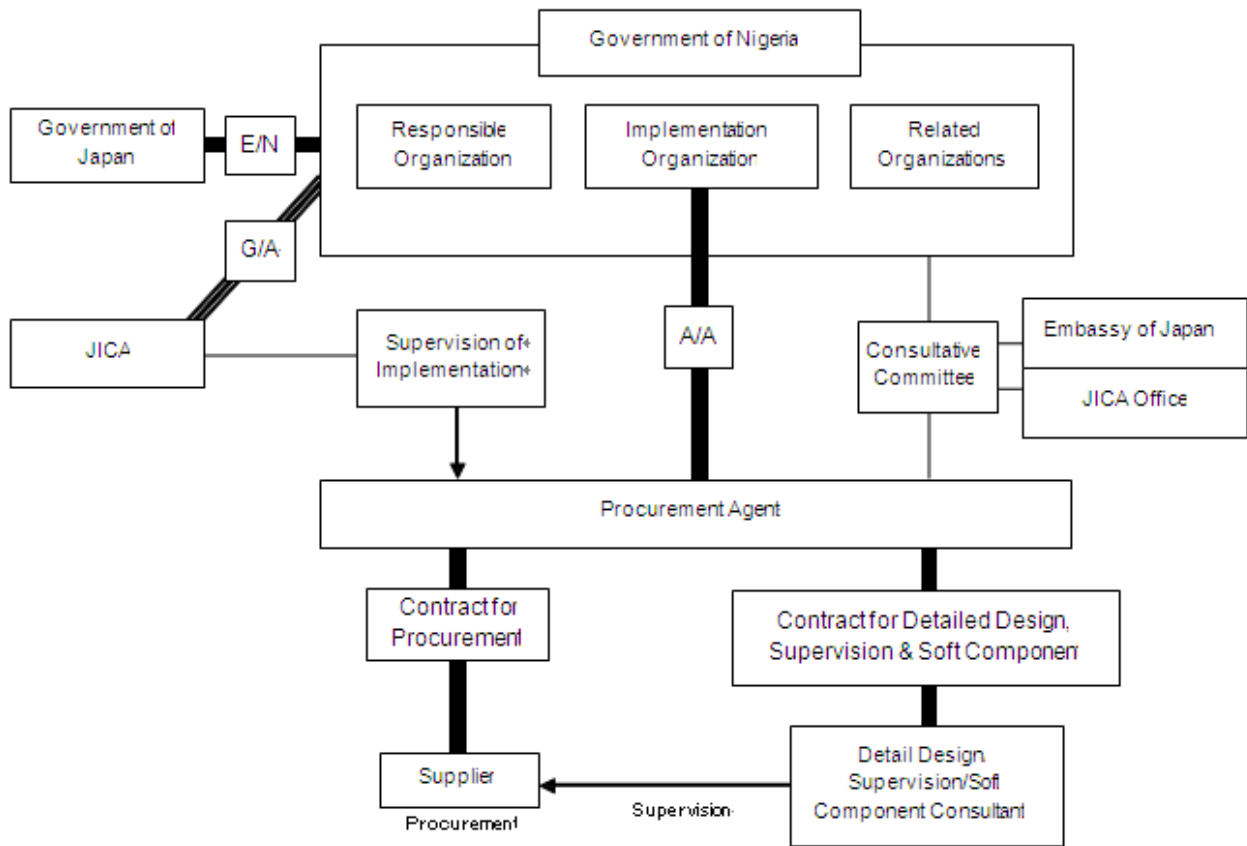 Government of Nigeria
Government of
Japan
E/N
Responsible
Organization
Implementation
Organization
Related
Organizations
G/A
JICA
Supervision of
Implementation
A/A
Consultative
Committee
Embassy of Japan
JICA Office
Procurement Agent
Contract for
Procurement
Contract for Detailed Design,
Supervision & Soft Component
Supplier
Procurement
Supervision
Detail Design,
Supervision/Soft
Component Consultant